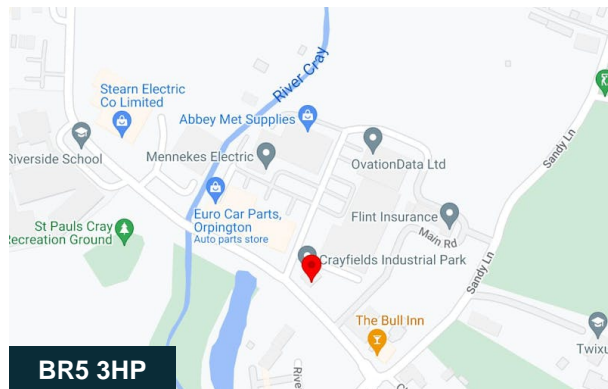 River Cray
Stearn Electric
Co Limited
Abbey Met Supplies
Sandy Ln
Riverside School
Mennekes Electric
OvationData Ltd
Euro Car Parts,
Orpington
Auto parts store
Flint Insurance
St Pauls Cray
Recreation Ground
Main Rd
Crayfields Industrial Park
Sandy Ln
The Bull Inn
BR5 3HP